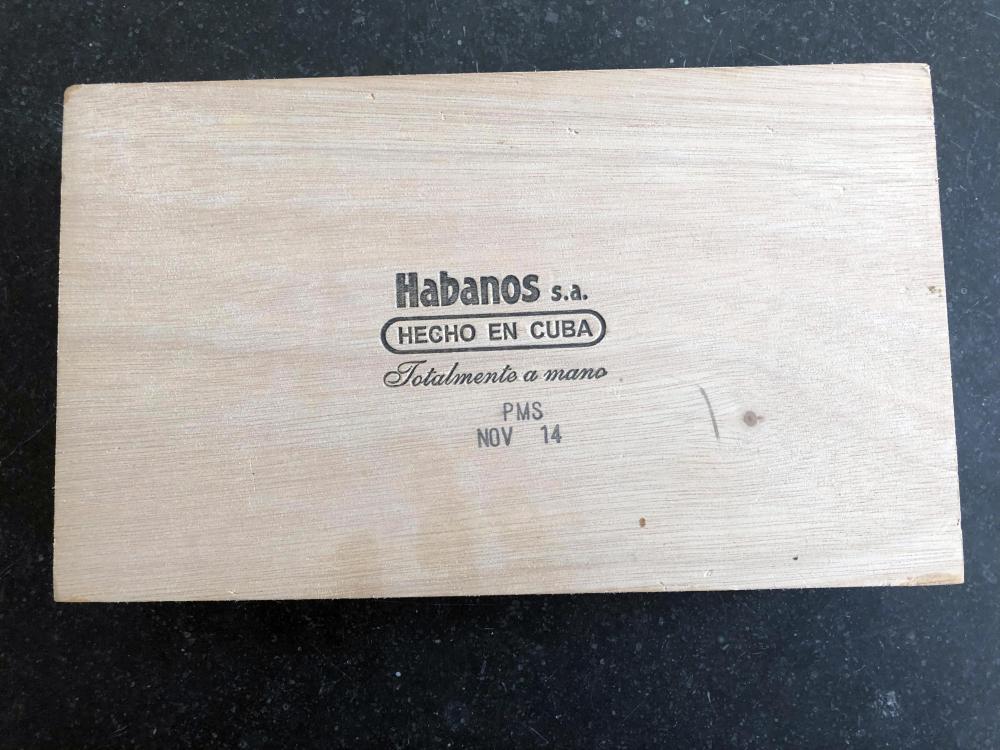 Habanos s.a.
HECHO EN CUBA
Totalmente a mano
PMS
NOV 14